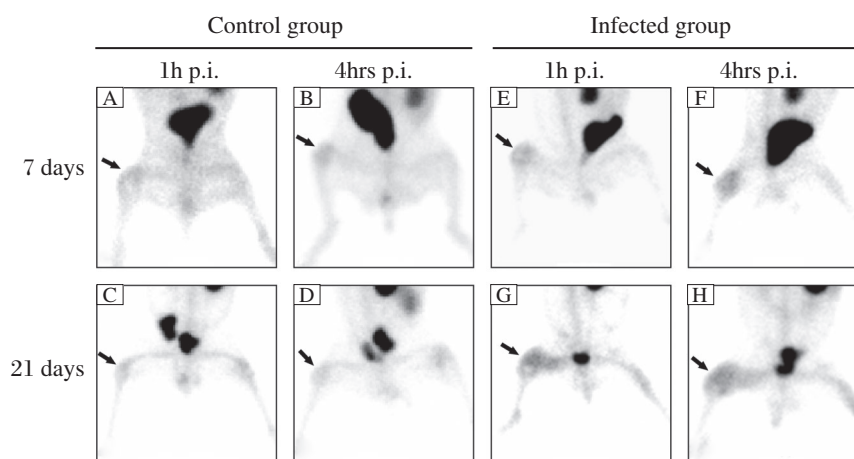 Control group Infected group
1h p.i. 4hrs p.i. 1h p.i. 4hrs p.i.
A B E F
7 days
C D G H
21 days